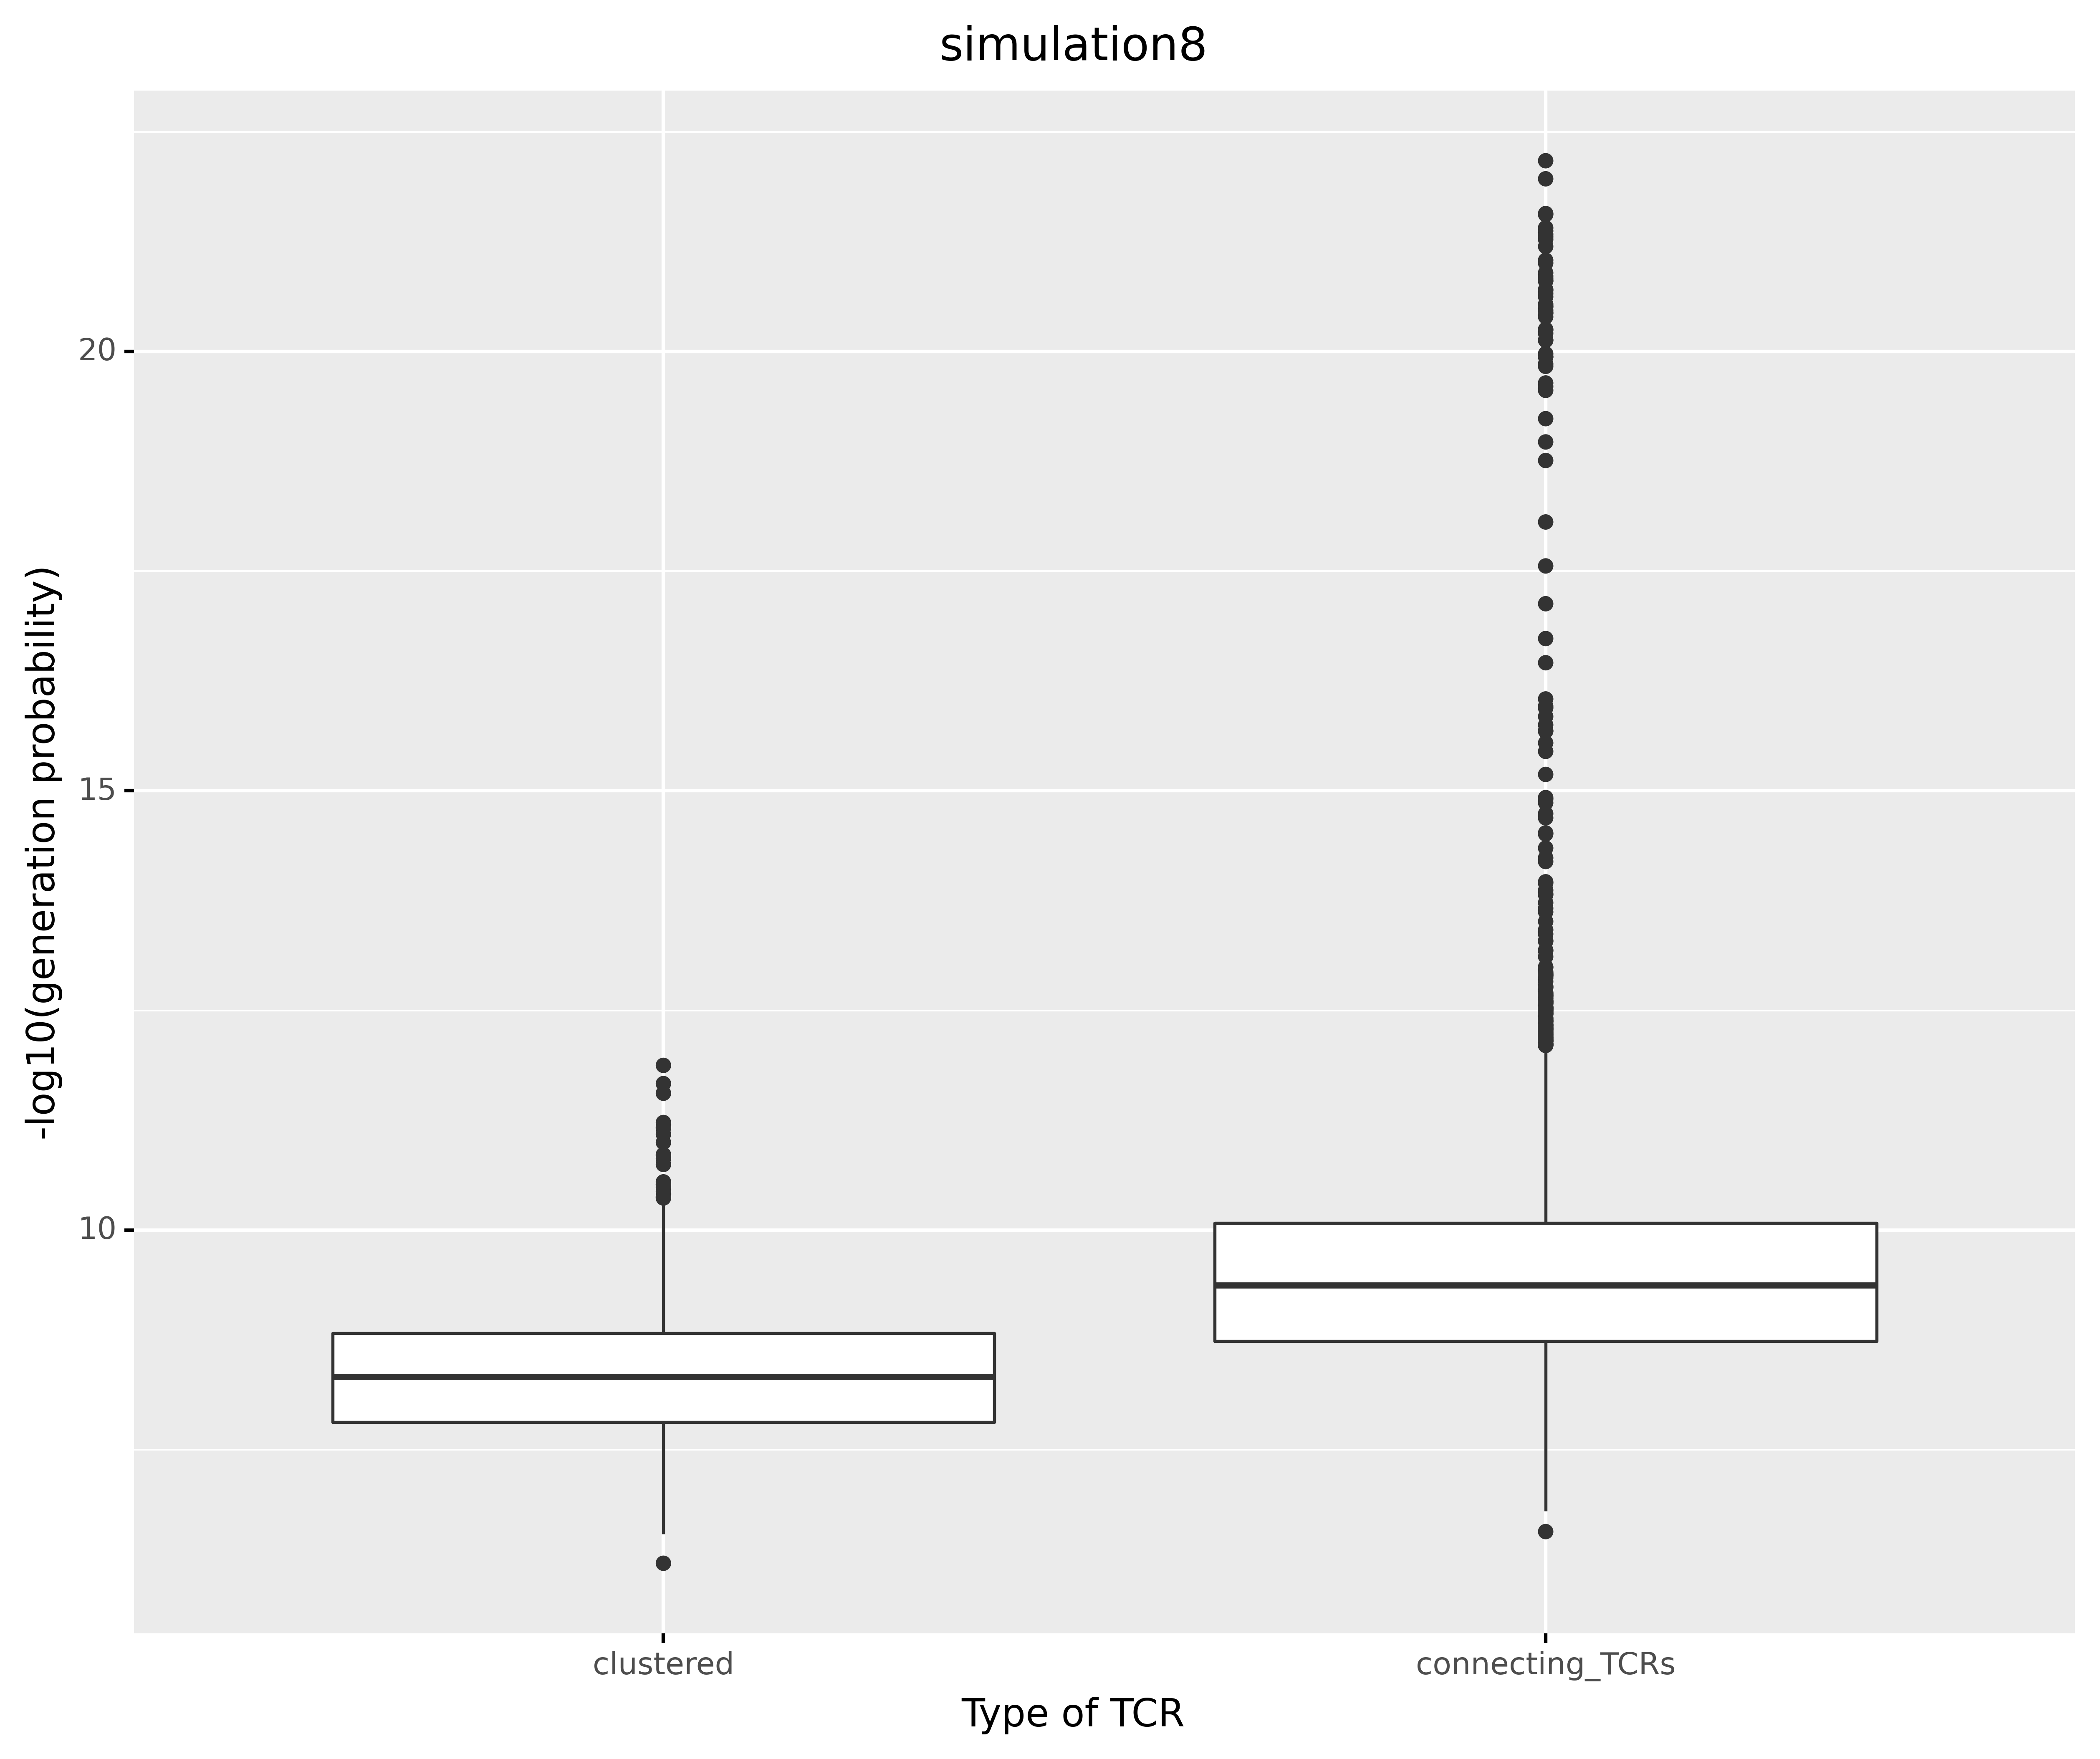 simulation8
-log10(generation probability)
20
15
10
clustered
connecting_TCRs
Type of TCR